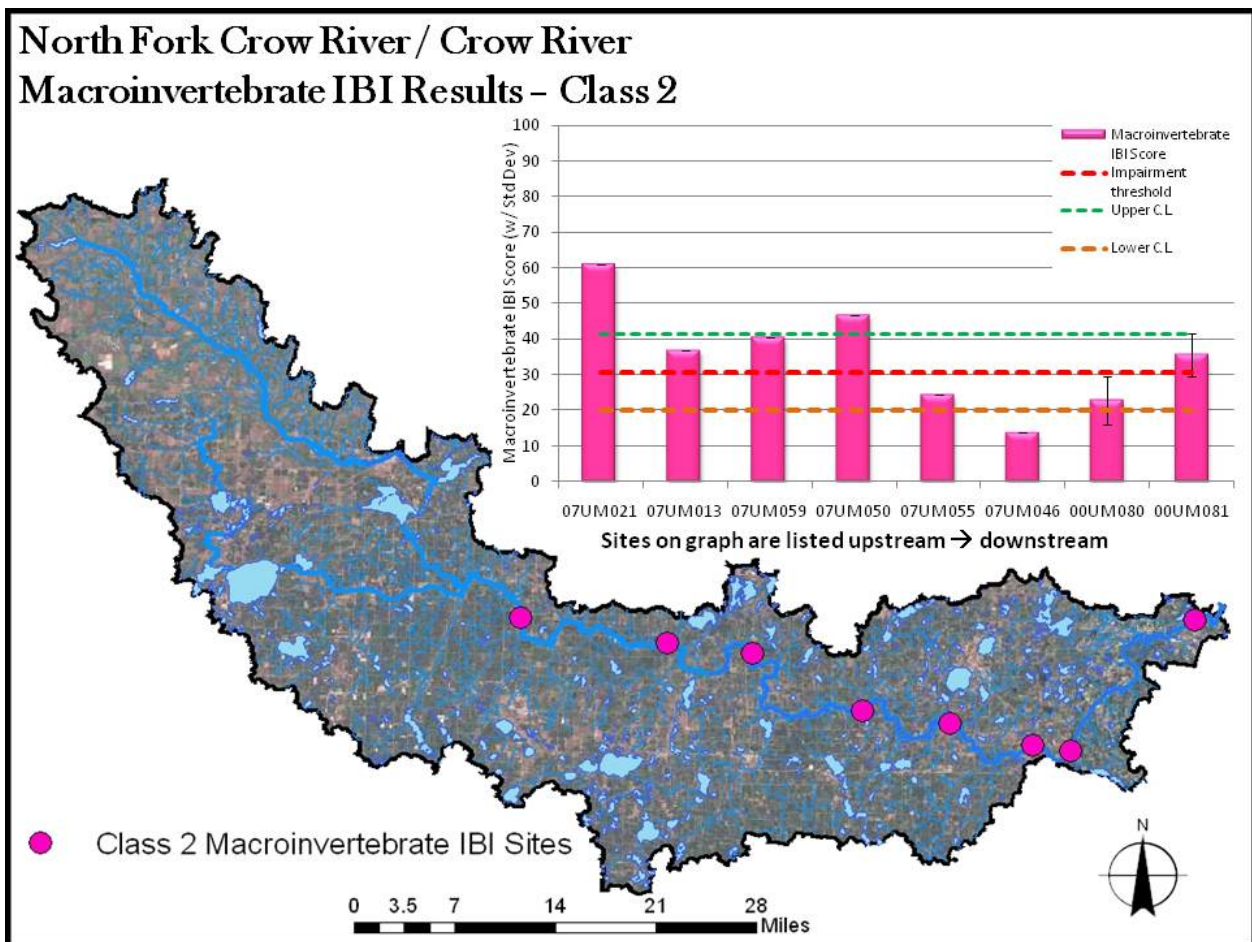 North Fork Crow River / Crow River
Macroinvertebrate IBI Results – Class 2
Macroinvertebrate IBI Score (w/ Std Dev)
100
90
80
70
60
50
40
30
20
10
0
07UM021 07UM013 07UM059 07UM050 07UM055 07UM046 00UM080 00UM081
Sites on graph are listed upstream → downstream
Macroinvertebrate
IBI Score
Impairment
threshold
Upper C.L.
Lower C.L.
Class 2 Macroinvertebrate IBI Sites
0 3.5 7 14 21 28
Miles
N